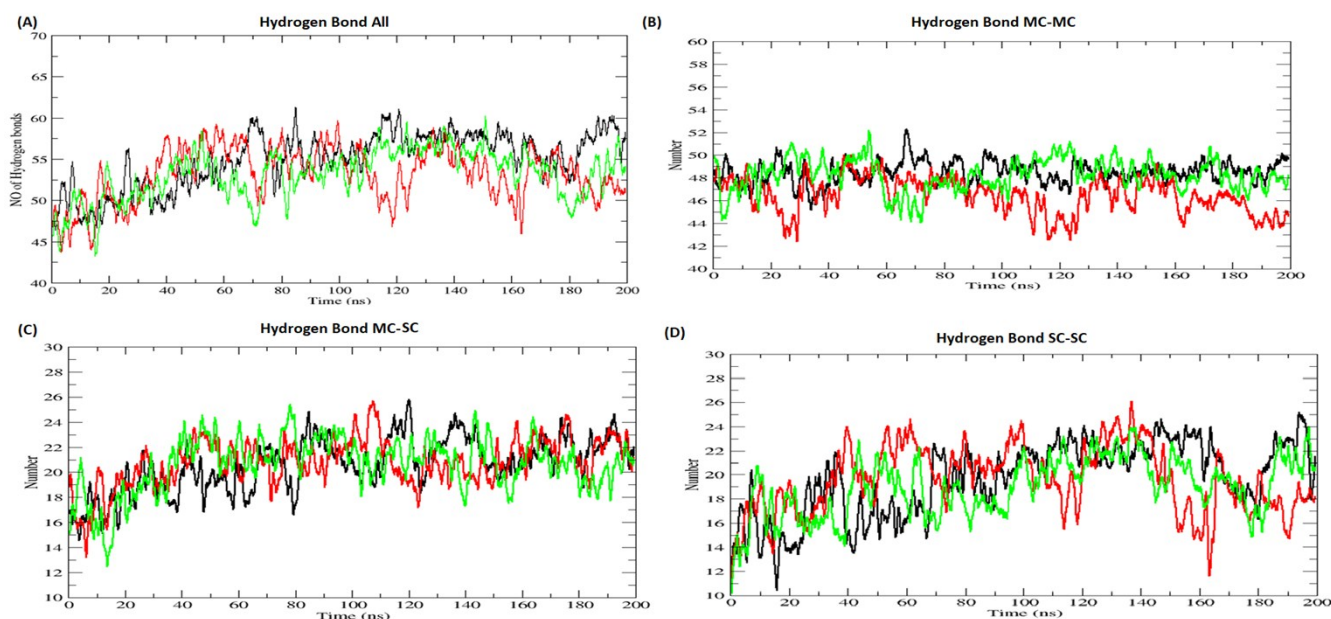 (A) Hydrogen Bond All
70
65
60
55
50
45
40
NO of Hydrogen bonds
0 20 40 60 80 100 120 140 160 180 200
Time (ns)
(B) Hydrogen Bond MC-MC
60
58
56
54
52
50
48
46
44
42
40
Number
0 20 40 60 80 100 120 140 160 180 200
Time (ns)
(C) Hydrogen Bond MC-SC
30
28
26
24
22
20
18
16
14
12
10
Number
0 20 40 60 80 100 120 140 160 180 200
Time (ns)
(D) Hydrogen Bond SC-SC
30
28
26
24
22
20
18
16
14
12
10
Number
0 20 40 60 80 100 120 140 160 180 200
Time (ns)